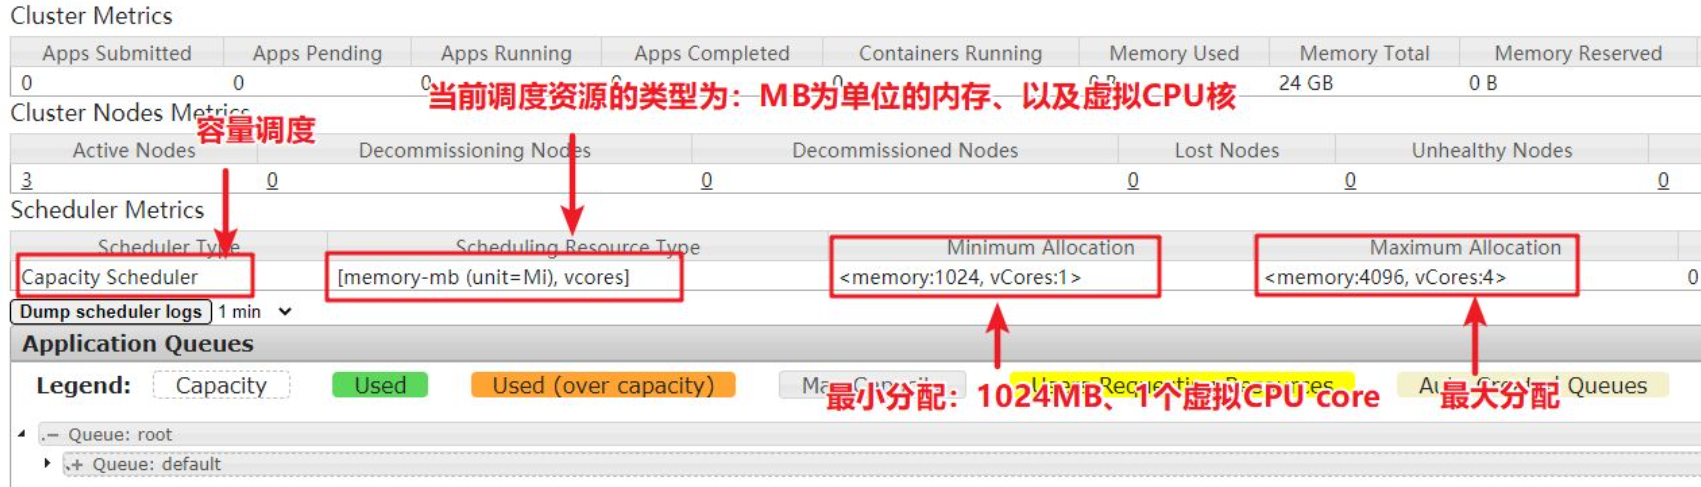 Cluster Metrics
Apps Submitted Apps Pending Apps Running Apps Completed Containers Running Memory Used Memory Total Memory Reserved
0 0 0 0 0 0 B 24 GB 0 B
当前调度资源的类型为：MB为单位的内存、以及虚拟CPU核
Cluster Nodes Metrics
容量调度
Active Nodes Decommissioning Nodes Decommissioned Nodes Lost Nodes Unhealthy Nodes
3 0 0 0 0 0
Scheduler Metrics
Scheduler Type Scheduling Resource Type Minimum Allocation Maximum Allocation
Capacity Scheduler [memory-mb (unit=Mi), vcores] <memory:1024, vCores:1> <memory:4096, vCores:4> 0
Dump scheduler logs 1 min
Application Queues
Legend: Capacity Used Used (over capacity) Max Capacity Users Requesting Resources Auto Created Queues
最小分配：1024MB、1个虚拟CPU core 最大分配
.– Queue: root
.+ Queue: default